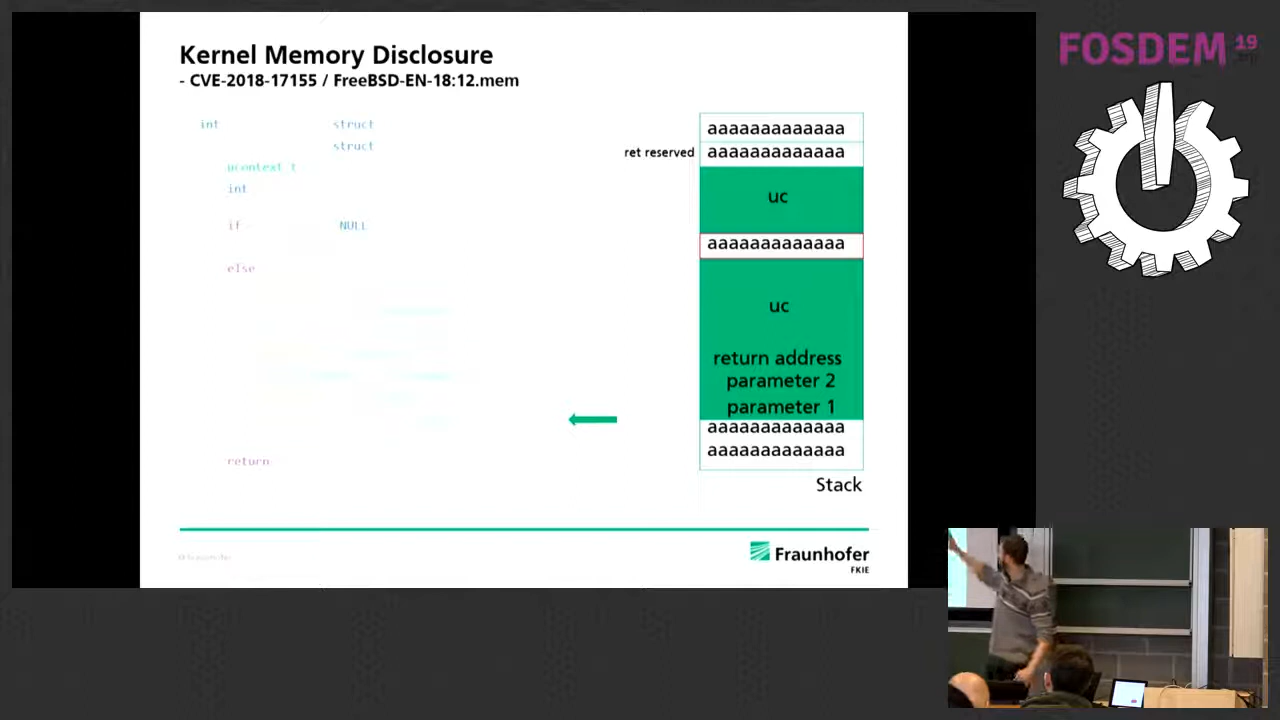 Kernel Memory Disclosure
- CVE-2018-17155 / FreeBSD-EN-18:12.mem
int struct
struct
ucontext_t
int
if NULL
else
return
aaaaaaaaaaaaa
ret reserved aaaaaaaaaaaaa
uc
aaaaaaaaaaaaa
uc
return address
parameter 2
parameter 1
aaaaaaaaaaaaa
aaaaaaaaaaaaa
Stack
Fraunhofer
FKIE
FOSDEM 19